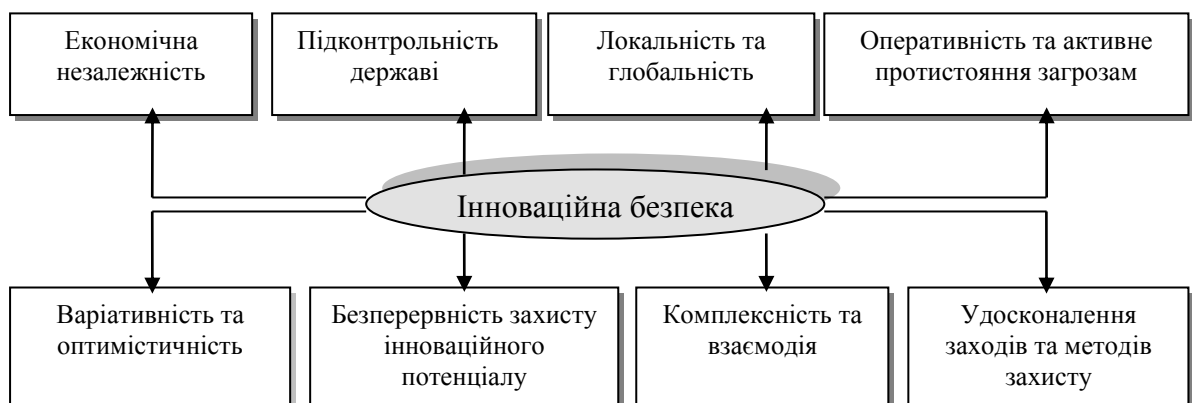 Економічна
незалежність
Підконтрольність
державі
Локальність та
глобальність
Оперативність та активне
протистояння загрозам
Інноваційна безпека
Варіативність та
оптимістичність
Безперервність захисту
інноваційного
потенціалу
Комплексність та
взаємодія
Удосконалення
заходів та методів
захисту